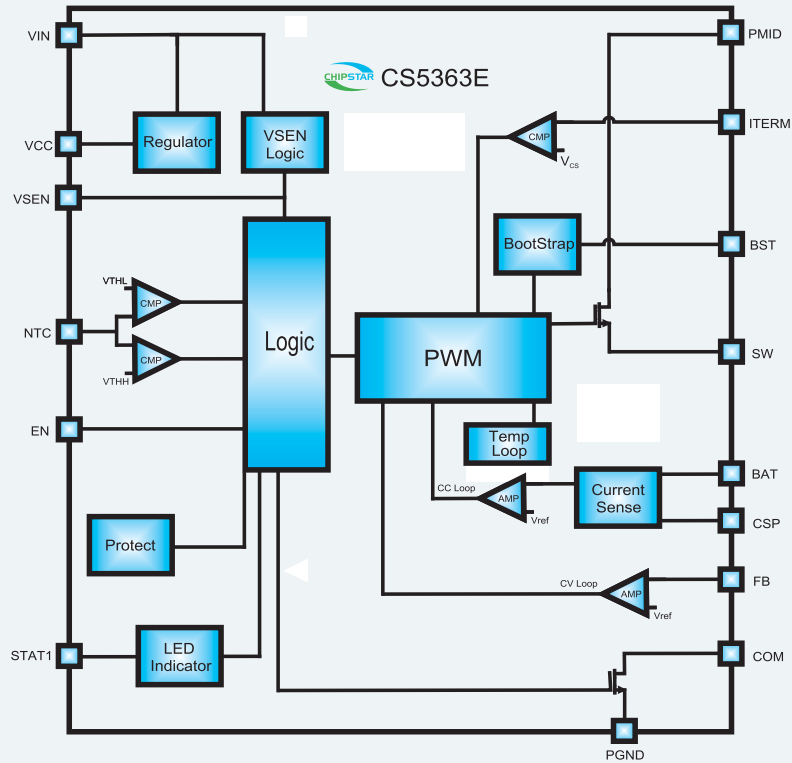 VIN
PMID
CHIPSTAR CS5363E
ITERM
CMP
VCS
VCC
Regulator
VSEN
Logic
VSEN
BootStrap
BST
VTHL
CMP
NTC
CMP
VTHH
Logic
PWM
SW
EN
Temp
Loop
BAT
CC Loop
AMP
Vref
Current
Sense
CSP
Protect
CV Loop
AMP
Vref
FB
STAT1
LED
Indicator
COM
PGND